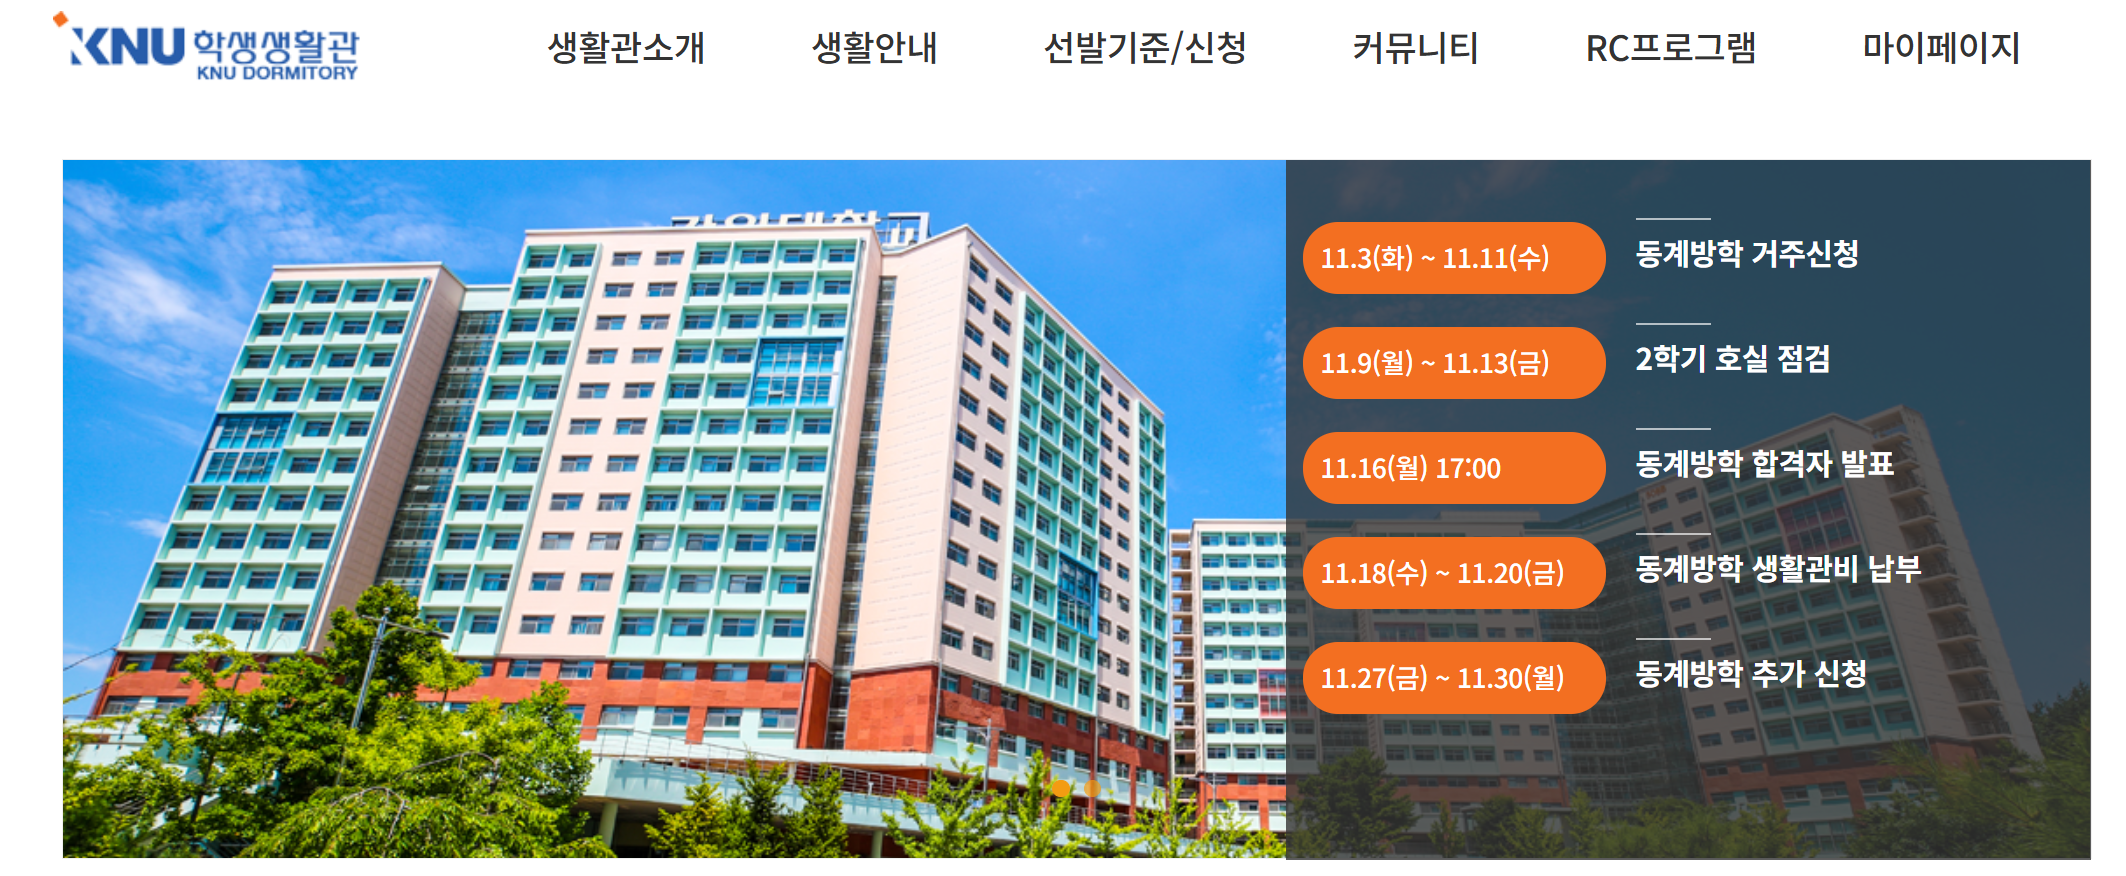 KNU 학생생활관
KNU DORMITORY
생활관소개 생활안내 선발기준/신청 커뮤니티 RC프로그램 마이페이지
강원대학교
11.3(화) ~ 11.11(수) 동계방학 거주신청
11.9(월) ~ 11.13(금) 2학기 호실 점검
11.16(월) 17:00 동계방학 합격자 발표
11.18(수) ~ 11.20(금) 동계방학 생활관비 납부
11.27(금) ~ 11.30(월) 동계방학 추가 신청